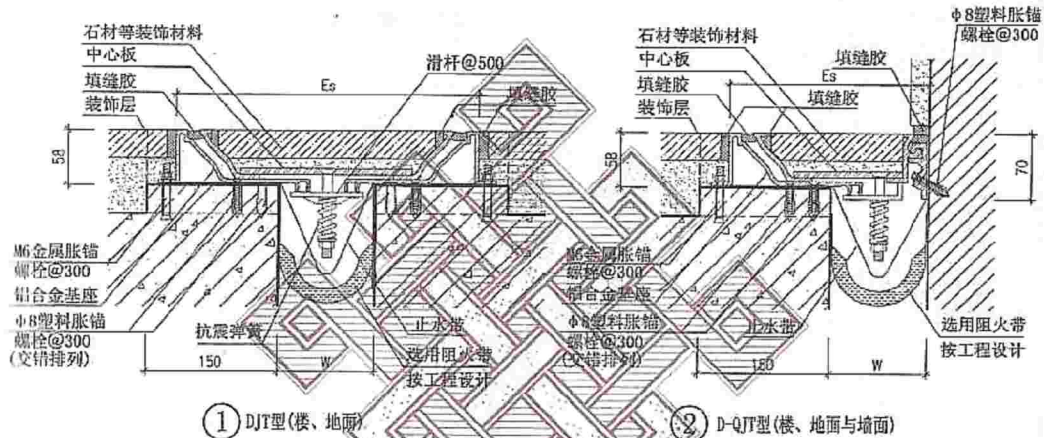 石材等装饰材料
中心板
填缝胶
装饰层
Es
滑杆@500
填缝胶
58
M6金属胀锚
螺栓@300
铝合金基座
φ8塑料胀锚
螺栓@300
(交错排列)
抗震弹簧
止水带
选用阻火带
按工程设计
150
W
① DJT型(楼、地面)
φ8塑料胀锚
螺栓@300
石材等装饰材料
中心板
填缝胶
装饰层
填缝胶
Es
填缝胶
58
70
M6金属胀锚
螺栓@300
铝合金基座
φ8塑料胀锚
螺栓@300
(交错排列)
止水带
选用阻火带
按工程设计
150
W
② D-QJT型(楼、地面与墙面)